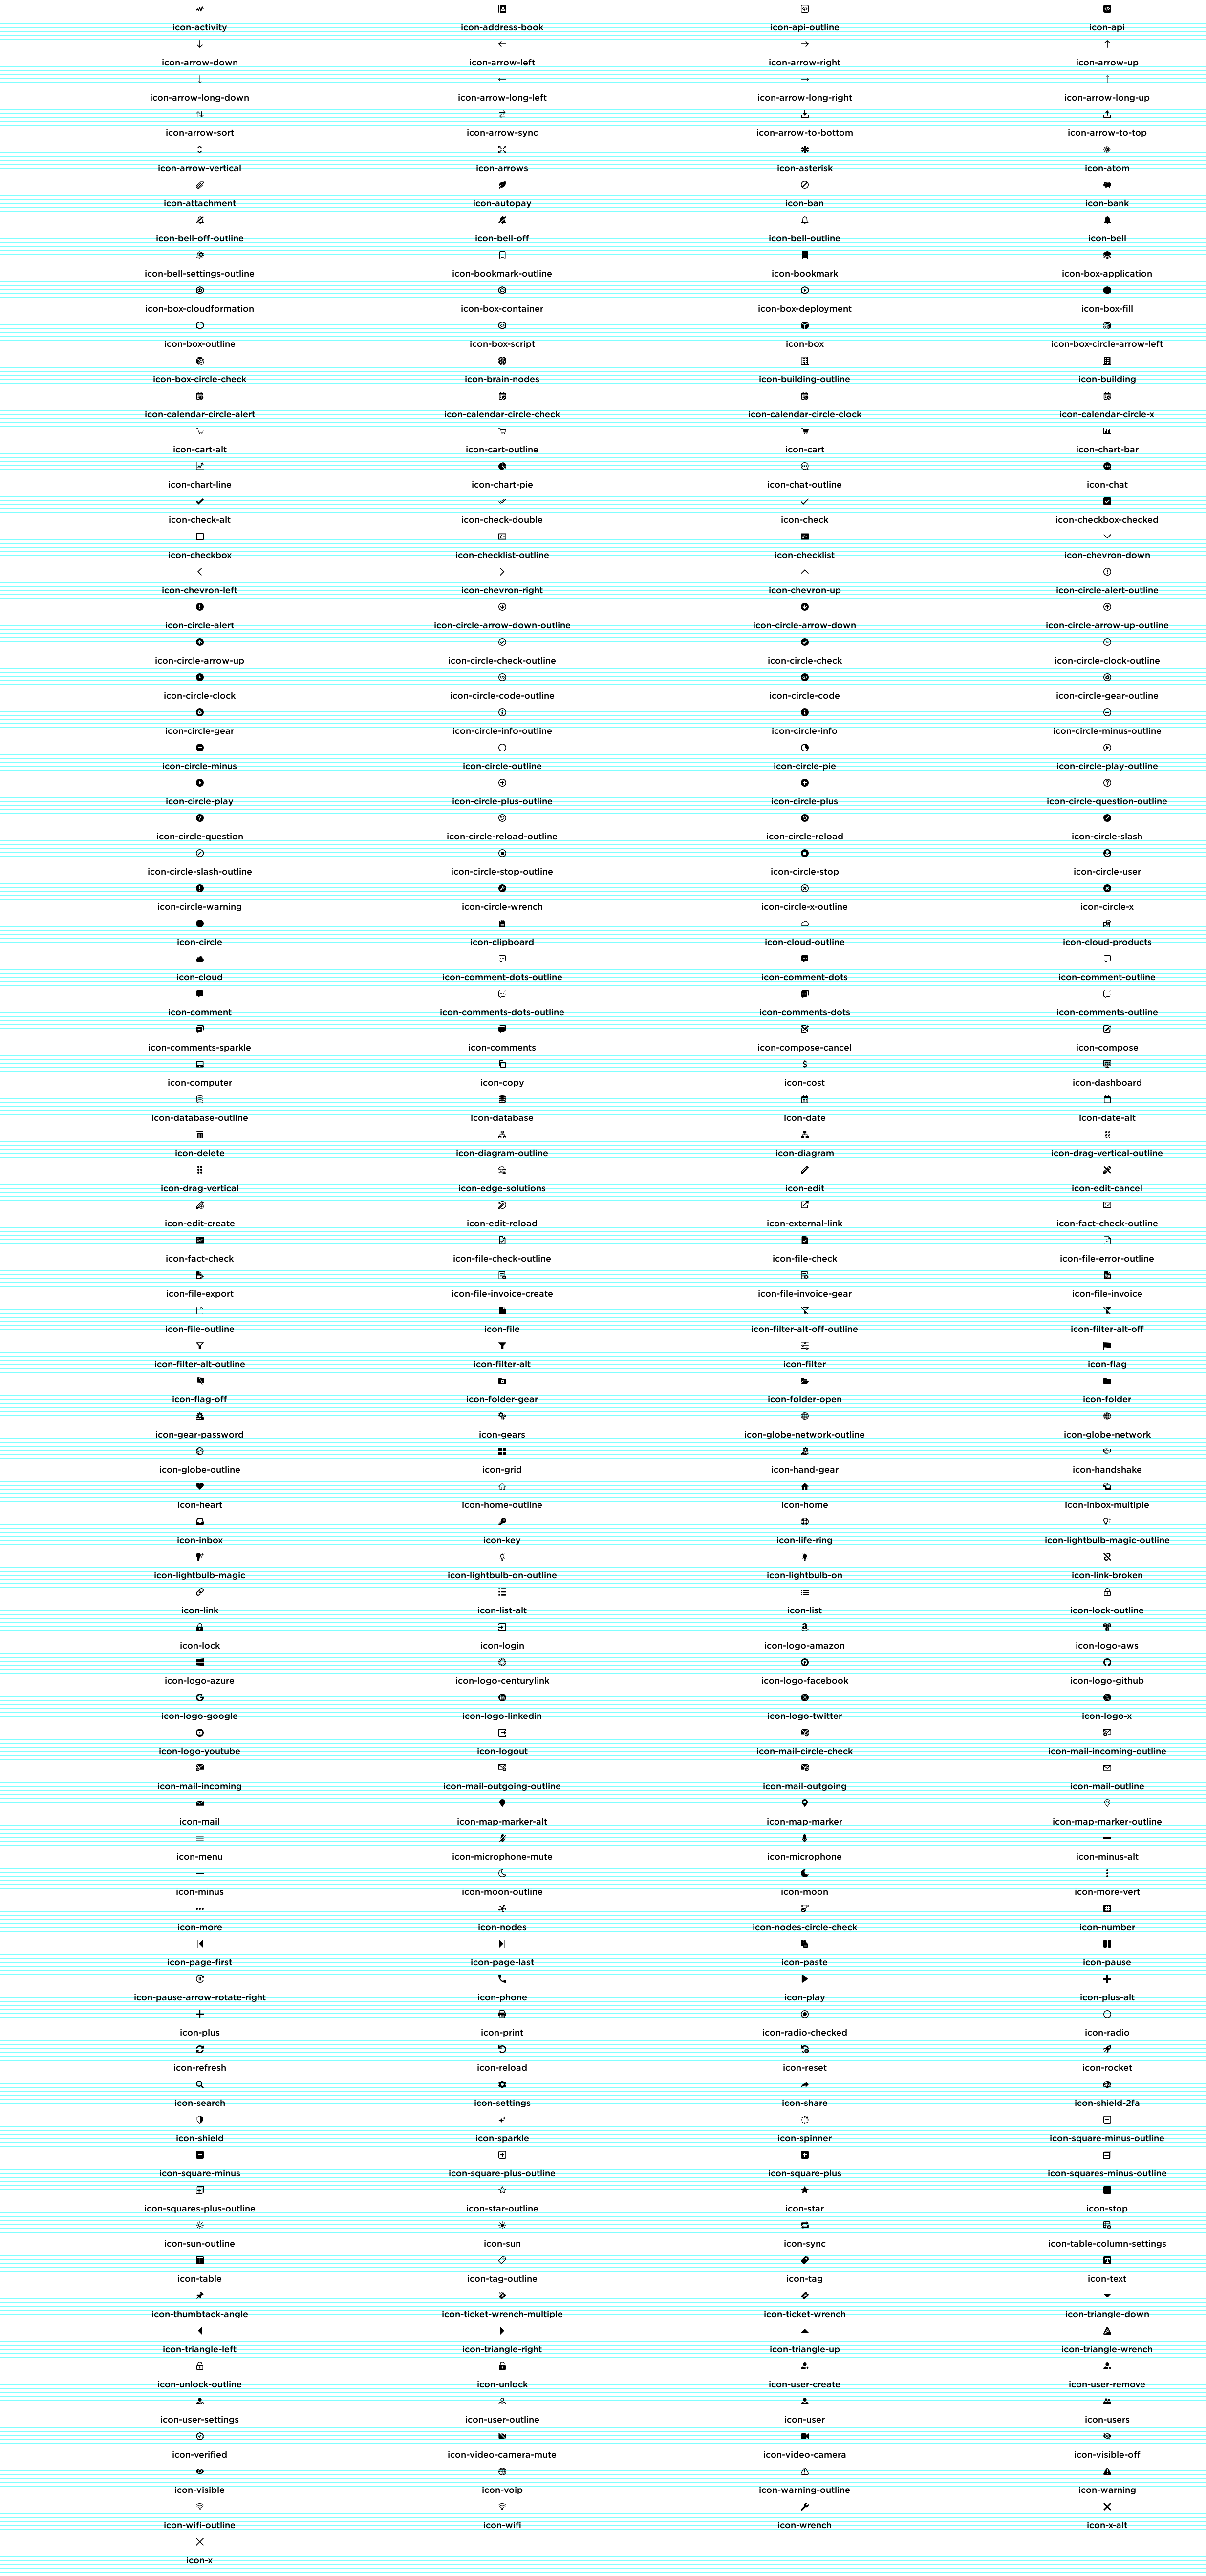 icon-activity icon-address-book icon-api-outline icon-api
icon-arrow-down icon-arrow-left icon-arrow-right icon-arrow-up
icon-arrow-long-down icon-arrow-long-left icon-arrow-long-right icon-arrow-long-up
icon-arrow-sort icon-arrow-sync icon-arrow-to-bottom icon-arrow-to-top
icon-arrow-vertical icon-arrows icon-asterisk icon-atom
icon-attachment icon-autopay icon-ban icon-bank
icon-bell-off-outline icon-bell-off icon-bell-outline icon-bell
icon-bell-settings-outline icon-bookmark-outline icon-bookmark icon-box-application
icon-box-cloudformation icon-box-container icon-box-deployment icon-box-fill
icon-box-outline icon-box-script icon-box icon-box-circle-arrow-left
icon-box-circle-check icon-brain-nodes icon-building-outline icon-building
icon-calendar-circle-alert icon-calendar-circle-check icon-calendar-circle-clock icon-calendar-circle-x
icon-cart-alt icon-cart-outline icon-cart icon-chart-bar
icon-chart-line icon-chart-pie icon-chat-outline icon-chat
icon-check-alt icon-check-double icon-check icon-checkbox-checked
icon-checkbox icon-checklist-outline icon-checklist icon-chevron-down
icon-chevron-left icon-chevron-right icon-chevron-up icon-circle-alert-outline
icon-circle-alert icon-circle-arrow-down-outline icon-circle-arrow-down icon-circle-arrow-up-outline
icon-circle-arrow-up icon-circle-check-outline icon-circle-check icon-circle-clock-outline
icon-circle-clock icon-circle-code-outline icon-circle-code icon-circle-gear-outline
icon-circle-gear icon-circle-info-outline icon-circle-info icon-circle-minus-outline
icon-circle-minus icon-circle-outline icon-circle-pie icon-circle-play-outline
icon-circle-play icon-circle-plus-outline icon-circle-plus icon-circle-question-outline
icon-circle-question icon-circle-reload-outline icon-circle-reload icon-circle-slash
icon-circle-slash-outline icon-circle-stop-outline icon-circle-stop icon-circle-user
icon-circle-warning icon-circle-wrench icon-circle-x-outline icon-circle-x
icon-circle icon-clipboard icon-cloud-outline icon-cloud-products
icon-cloud icon-comment-dots-outline icon-comment-dots icon-comment-outline
icon-comment icon-comments-dots-outline icon-comments-dots icon-comments-outline
icon-comments-sparkle icon-comments icon-compose-cancel icon-compose
icon-computer icon-copy icon-cost icon-dashboard
icon-database-outline icon-database icon-date icon-date-alt
icon-delete icon-diagram-outline icon-diagram icon-drag-vertical-outline
icon-drag-vertical icon-edge-solutions icon-edit icon-edit-cancel
icon-edit-create icon-edit-reload icon-external-link icon-fact-check-outline
icon-fact-check icon-file-check-outline icon-file-check icon-file-error-outline
icon-file-export icon-file-invoice-create icon-file-invoice-gear icon-file-invoice
icon-file-outline icon-file icon-filter-alt-off-outline icon-filter-alt-off
icon-filter-alt-outline icon-filter-alt icon-filter icon-flag
icon-flag-off icon-folder-gear icon-folder-open icon-folder
icon-gear-password icon-gears icon-globe-network-outline icon-globe-network
icon-globe-outline icon-grid icon-hand-gear icon-handshake
icon-heart icon-home-outline icon-home icon-inbox-multiple
icon-inbox icon-key icon-life-ring icon-lightbulb-magic-outline
icon-lightbulb-magic icon-lightbulb-on-outline icon-lightbulb-on icon-link-broken
icon-link icon-list-alt icon-list icon-lock-outline
icon-lock icon-login icon-logo-amazon icon-logo-aws
icon-logo-azure icon-logo-centurylink icon-logo-facebook icon-logo-github
icon-logo-google icon-logo-linkedin icon-logo-twitter icon-logo-x
icon-logo-youtube icon-logout icon-mail-circle-check icon-mail-incoming-outline
icon-mail-incoming icon-mail-outgoing-outline icon-mail-outgoing icon-mail-outline
icon-mail icon-map-marker-alt icon-map-marker icon-map-marker-outline
icon-menu icon-microphone-mute icon-microphone icon-minus-alt
icon-minus icon-moon-outline icon-moon icon-more-vert
icon-more icon-nodes icon-nodes-circle-check icon-number
icon-page-first icon-page-last icon-paste icon-pause
icon-pause-arrow-rotate-right icon-phone icon-play icon-plus-alt
icon-plus icon-print icon-radio-checked icon-radio
icon-refresh icon-reload icon-reset icon-rocket
icon-search icon-settings icon-share icon-shield-2fa
icon-shield icon-sparkle icon-spinner icon-square-minus-outline
icon-square-minus icon-square-plus-outline icon-square-plus icon-squares-minus-outline
icon-squares-plus-outline icon-star-outline icon-star icon-stop
icon-sun-outline icon-sun icon-sync icon-table-column-settings
icon-table icon-tag-outline icon-tag icon-text
icon-thumbtack-angle icon-ticket-wrench-multiple icon-ticket-wrench icon-triangle-down
icon-triangle-left icon-triangle-right icon-triangle-up icon-triangle-wrench
icon-unlock-outline icon-unlock icon-user-create icon-user-remove
icon-user-settings icon-user-outline icon-user icon-users
icon-verified icon-video-camera-mute icon-video-camera icon-visible-off
icon-visible icon-voip icon-warning-outline icon-warning
icon-wifi-outline icon-wifi icon-wrench icon-x-alt
icon-x